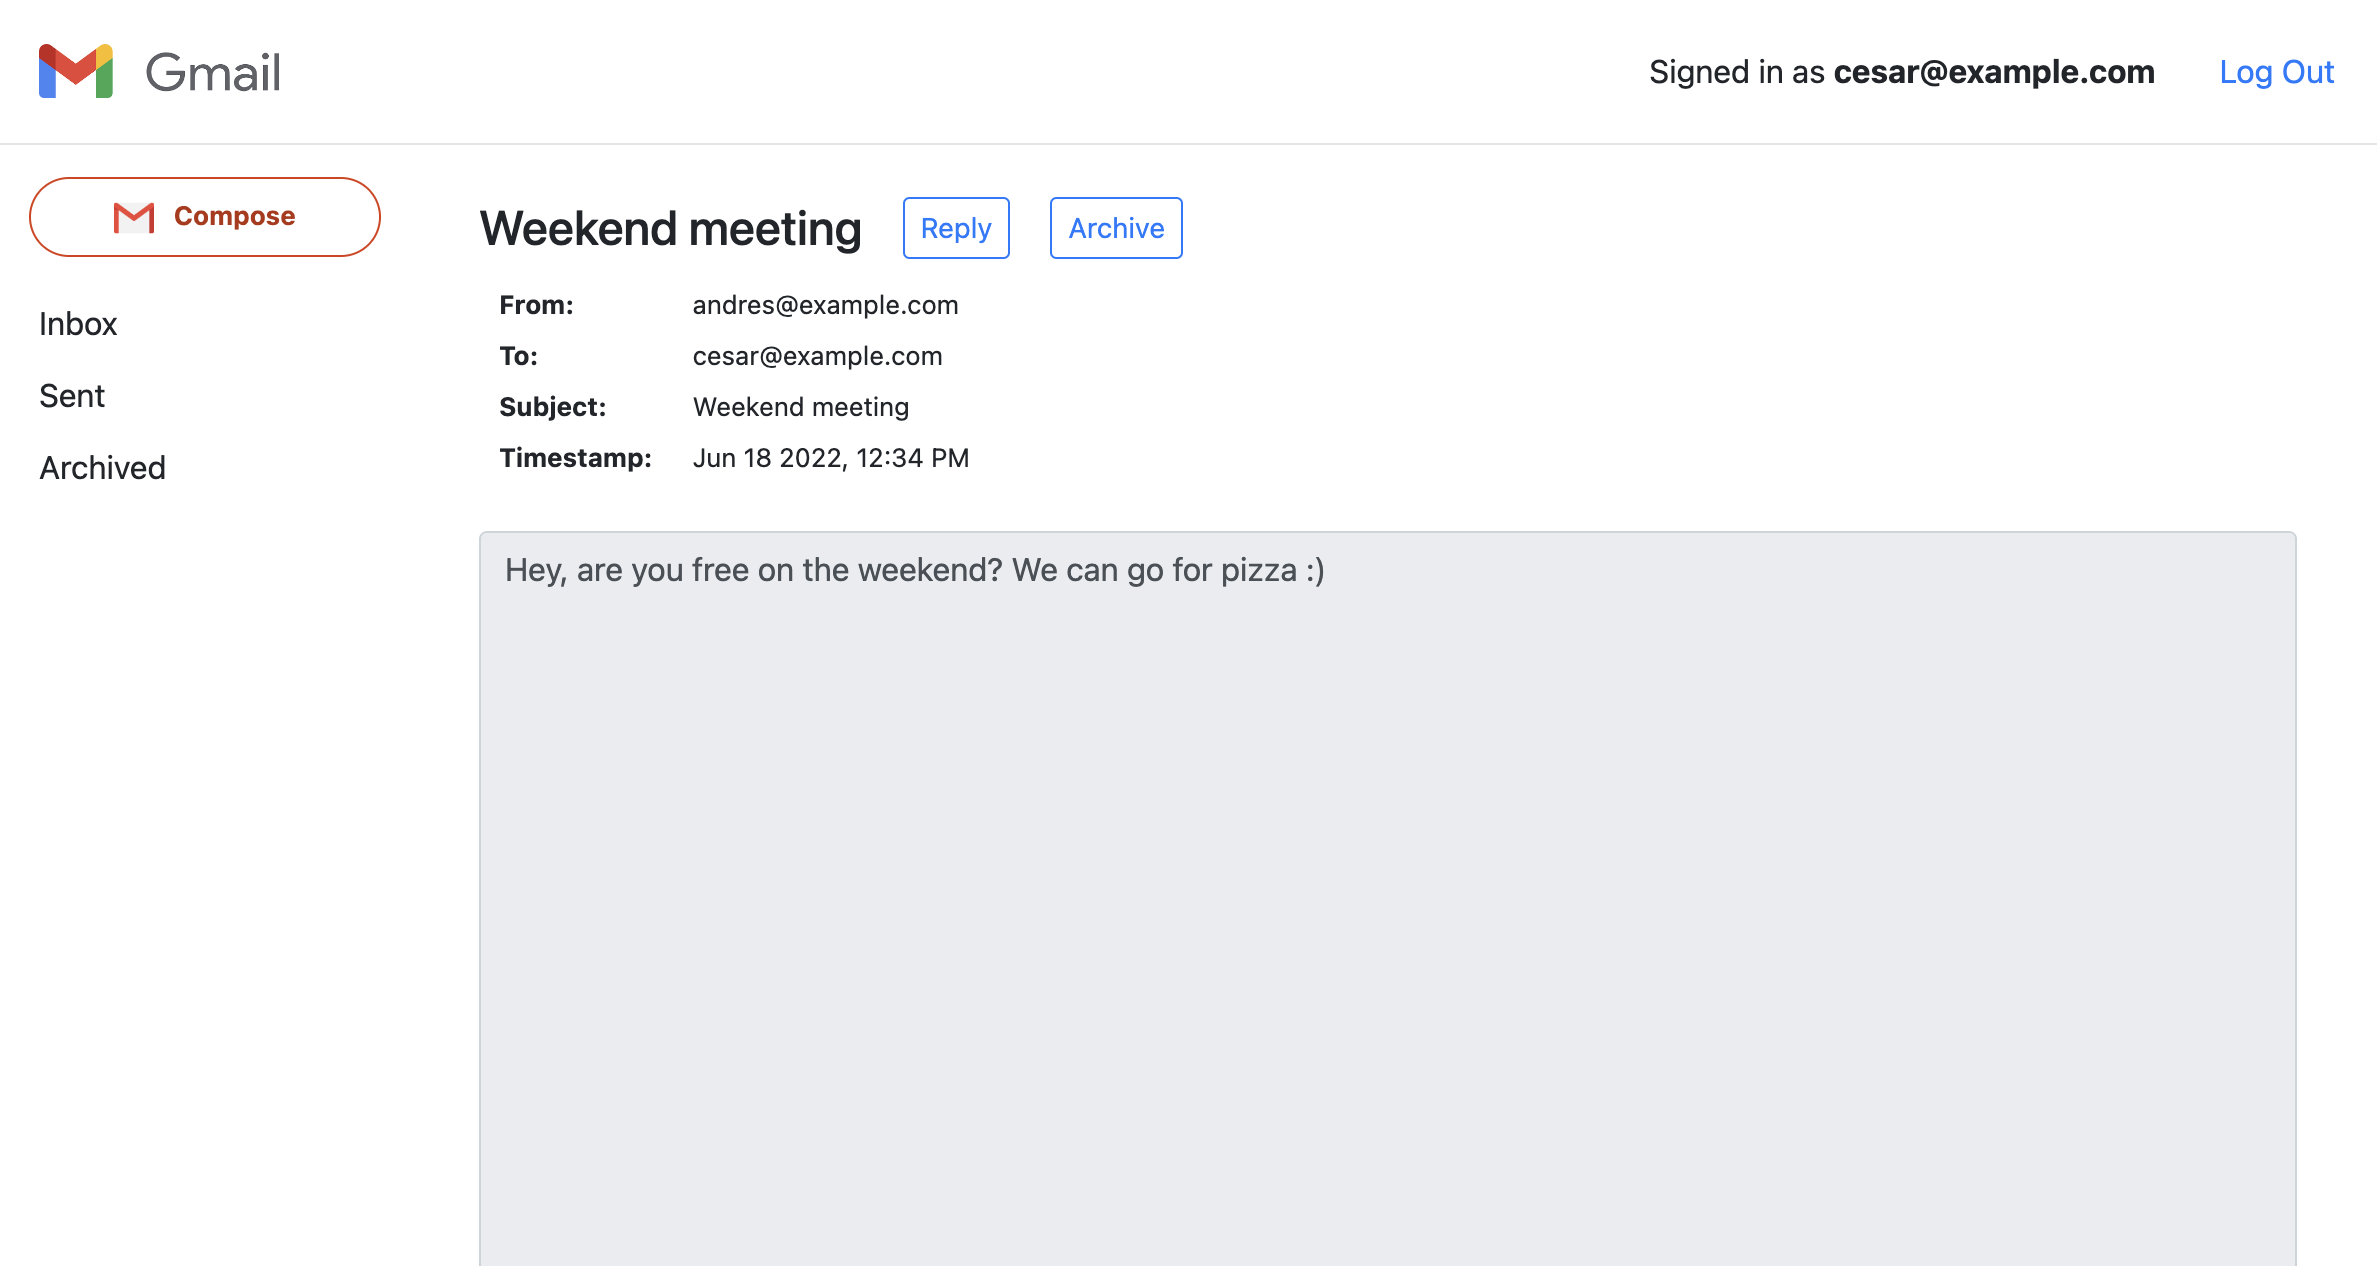 Gmail
Signed in as cesar@example.com
Log Out
Compose
Inbox
Sent
Archived
Weekend meeting
Reply
Archive
From: andres@example.com
To: cesar@example.com
Subject: Weekend meeting
Timestamp: Jun 18 2022, 12:34 PM
Hey, are you free on the weekend? We can go for pizza :)